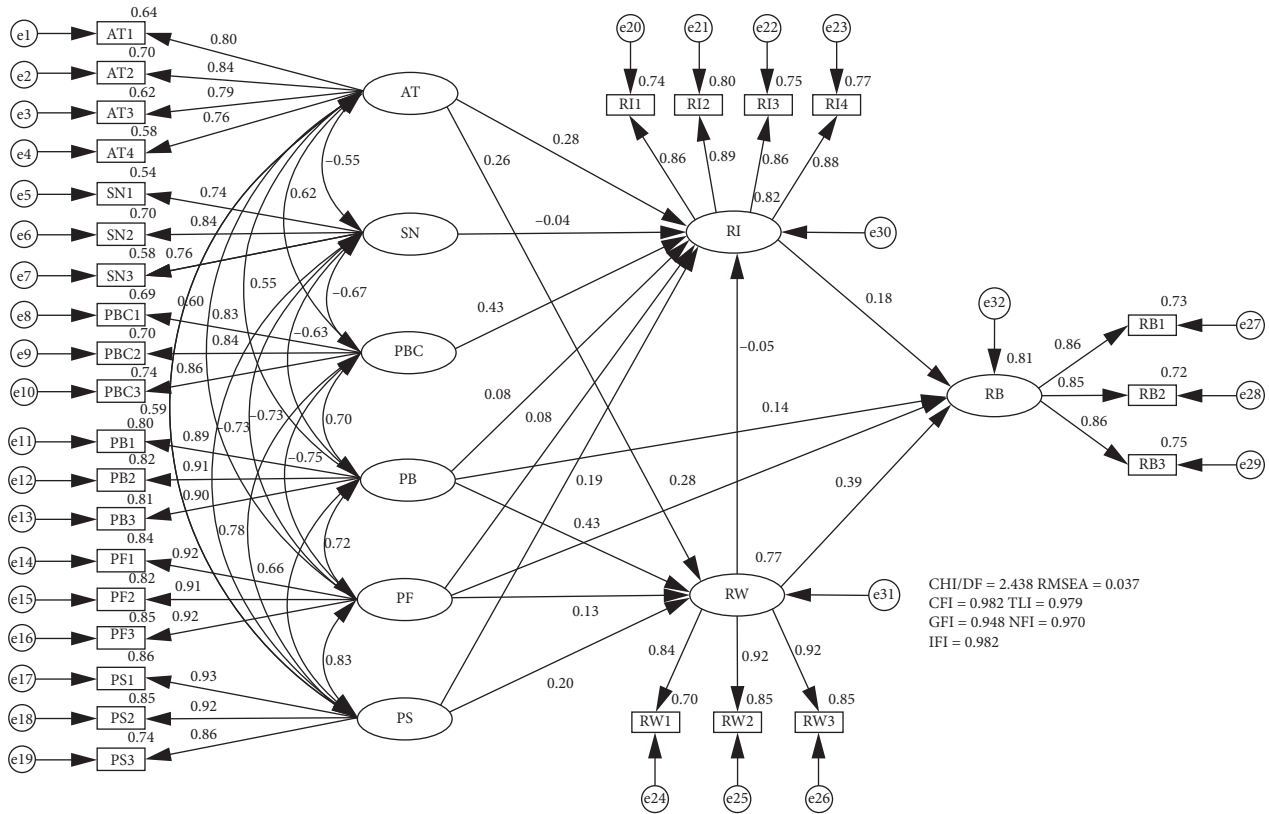 0.64
e1 AT1
0.80
0.70
e2 AT2
0.84
0.62
e3 AT3
0.79
0.58
e4 AT4
0.76
0.54
e5 SN1
0.74
0.70
e6 SN2
0.84
0.58
e7 SN3
0.76
0.69
e8 PBC1
0.83
0.70
e9 PBC2
0.84
0.74
e10 PBC3
0.86
0.80
e11 PB1
0.89
0.82
e12 PB2
0.91
0.81
e13 PB3
0.90
0.84
e14 PF1
0.92
0.82
e15 PF2
0.91
0.85
e16 PF3
0.92
0.86
e17 PS1
0.93
0.85
e18 PS2
0.92
0.74
e19 PS3
0.86
AT
SN
PBC
PB
PF
PS
–0.55
0.62
0.55
0.60
0.59
–0.67
–0.63
–0.73
–0.73
0.70
–0.75
0.78
0.72
0.66
0.83
0.28
0.26
–0.04
0.43
0.08
0.08
0.19
0.14
0.43
0.28
0.13
0.20
–0.05
0.18
0.39
e20 e21 e22 e23
0.74 0.80 0.75 0.77
RI1 RI2 RI3 RI4
0.86 0.89 0.86 0.88
0.82
RI
e30
e32
0.81
RB
0.86
0.85
0.86
0.73
RB1 e27
0.72
RB2 e28
0.75
RB3 e29
0.77
RW
e31
0.84 0.92 0.92
0.70 0.85 0.85
RW1 RW2 RW3
e24 e25 e26
CHI/DF = 2.438 RMSEA = 0.037
CFI = 0.982 TLI = 0.979
GFI = 0.948 NFI = 0.970
IFI = 0.982